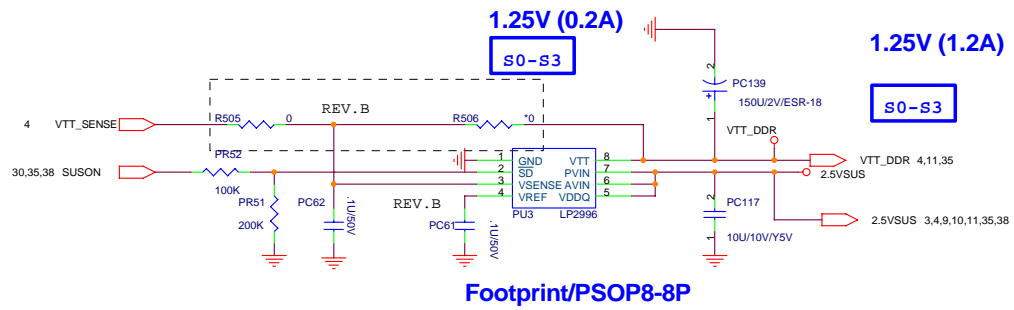 1.25V (0.2A)
S0-S3
1.25V (1.2A)
S0-S3
2
PC139
150U/2V/ESR-18
+
1
REV.B
4 VTT_SENSE
R505 0
R506 *0
VTT_DDR
VTT_DDR 4,11,35
2.5VSUS
PR52
30,35,38 SUSON
100K
1 GND VTT 8
2 SD PVIN 7
3 VSENSE AVIN 6
4 VREF VDDQ 5
PU3 LP2996
PR51
200K
PC62
.1U/50V
REV.B
PC61
.1U/50V
2
PC117
10U/10V/Y5V
1
2.5VSUS 3,4,9,10,11,35,38
Footprint/PSOP8-8P